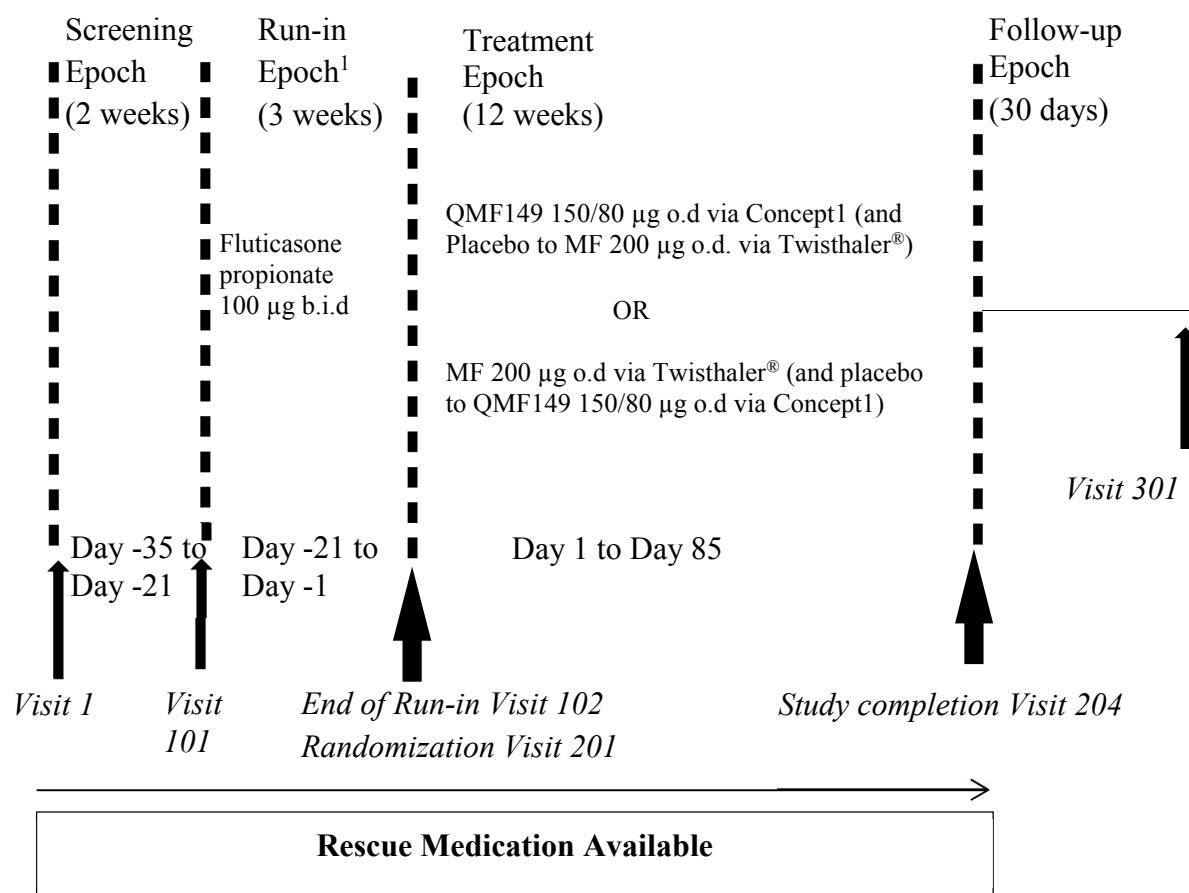 Screening
Epoch
(2 weeks)
Run-in
Epoch¹
(3 weeks)
Treatment
Epoch
(12 weeks)
Follow-up
Epoch
(30 days)
Fluticasone
propionate
100 µg b.i.d
QMF149 150/80 µg o.d via Concept1 (and
Placebo to MF 200 µg o.d. via Twisthaler®)
OR
MF 200 µg o.d via Twisthaler® (and placebo
to QMF149 150/80 µg o.d via Concept1)
Visit 301
Day -35 to
Day -21
Day -21 to
Day -1
Day 1 to Day 85
Visit 1
Visit
101
End of Run-in Visit 102
Randomization Visit 201
Study completion Visit 204
Rescue Medication Available